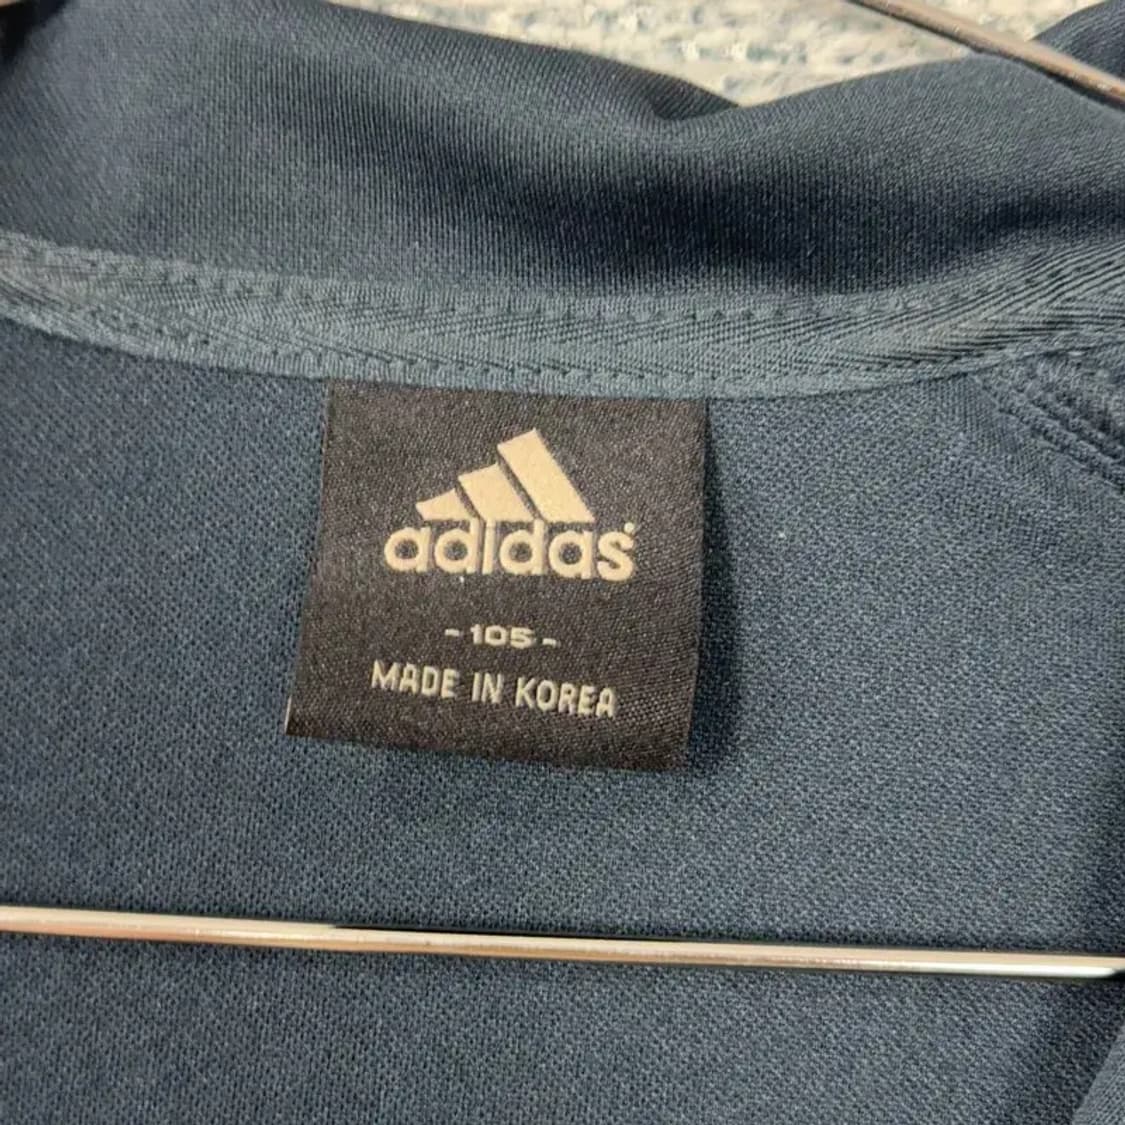 adidas
- 105 -
MADE IN KOREA